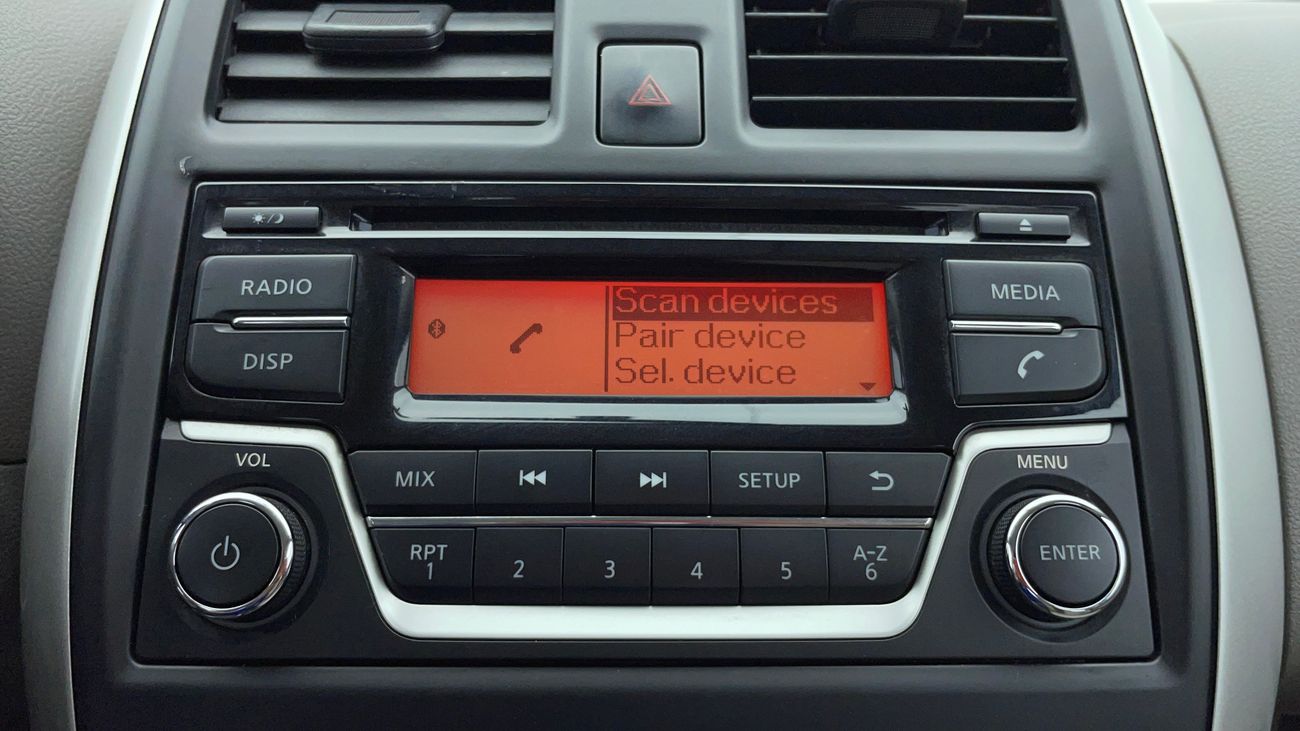 RADIO
DISP
Scan devices
Pair device
Sel. device
MEDIA
VOL
MENU
MIX
SETUP
RPT
1
2
3
4
5
A-Z
6
ENTER